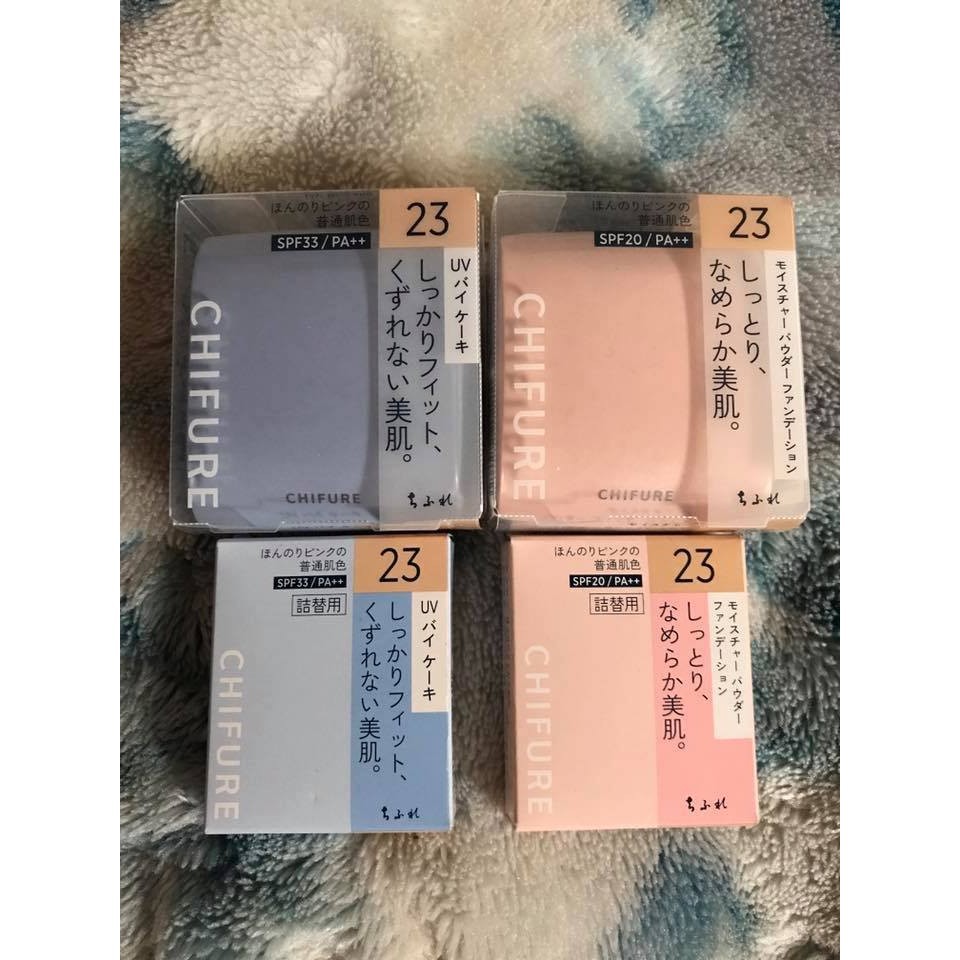 ほんのりピンクの
普通肌色
SPF33 / PA++
23
UV バイ ケーキ
しっかりフィット、
くずれない美肌。
CHIFURE
CHIFURE
ちふれ
ほんのりピンクの
普通肌色
SPF20 / PA++
23
モイスチャー パウダー ファンデーション
しっとり、
なめらか美肌。
CHIFURE
CHIFURE
ちふれ
ほんのりピンクの
普通肌色
SPF33 / PA++
詰替用
23
UV バイ ケーキ
しっかりフィット、
くずれない美肌。
CHIFURE
ちふれ
ほんのりピンクの
普通肌色
SPF20 / PA++
詰替用
23
モイスチャー パウダー
ファンデーション
しっとり、
なめらか美肌。
CHIFURE
ちふれ